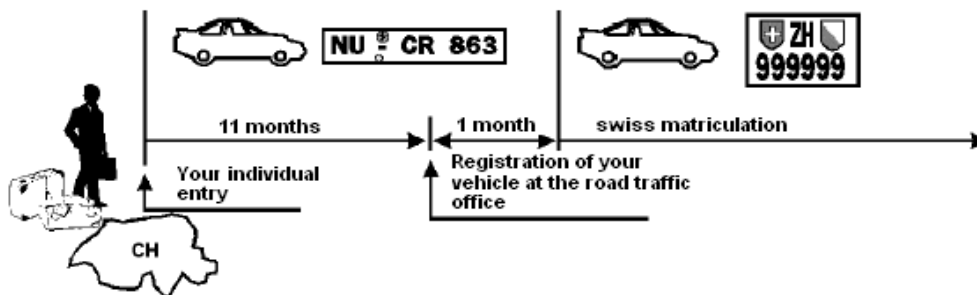 NU - CR 863
ZH
999999
11 months
1 month
swiss matriculation
Your individual
entry
Registration of your
vehicle at the road traffic
office
CH